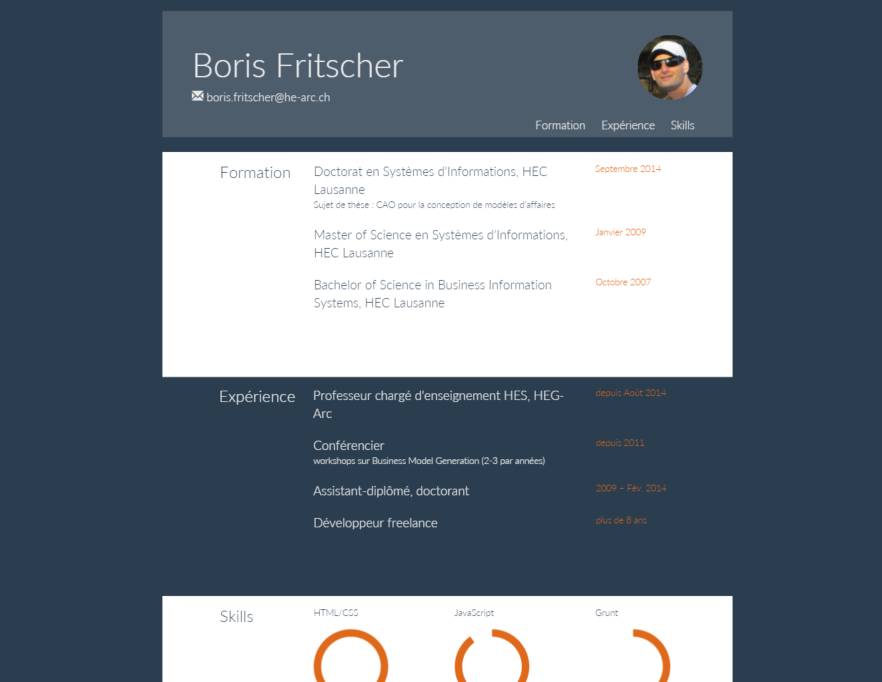 Boris Fritscher
boris.fritscher@he-arc.ch
Formation Expérience Skills
Formation
Doctorat en Systèmes d'Informations, HEC
Lausanne
Sujet de thèse : CAO pour la conception de modèles d'affaires
Septembre 2014
Master of Science en Systèmes d'Informations,
HEC Lausanne
Janvier 2009
Bachelor of Science in Business Information
Systems, HEC Lausanne
Octobre 2007
Expérience
Professeur chargé d'enseignement HES, HEG-
Arc
depuis Août 2014
Conférencier
workshops sur Business Model Generation (2-3 par années)
depuis 2011
Assistant-diplômé, doctorant
2009 – Fév. 2014
Développeur freelance
plus de 8 ans
Skills
HTML/CSS
JavaScript
Grunt